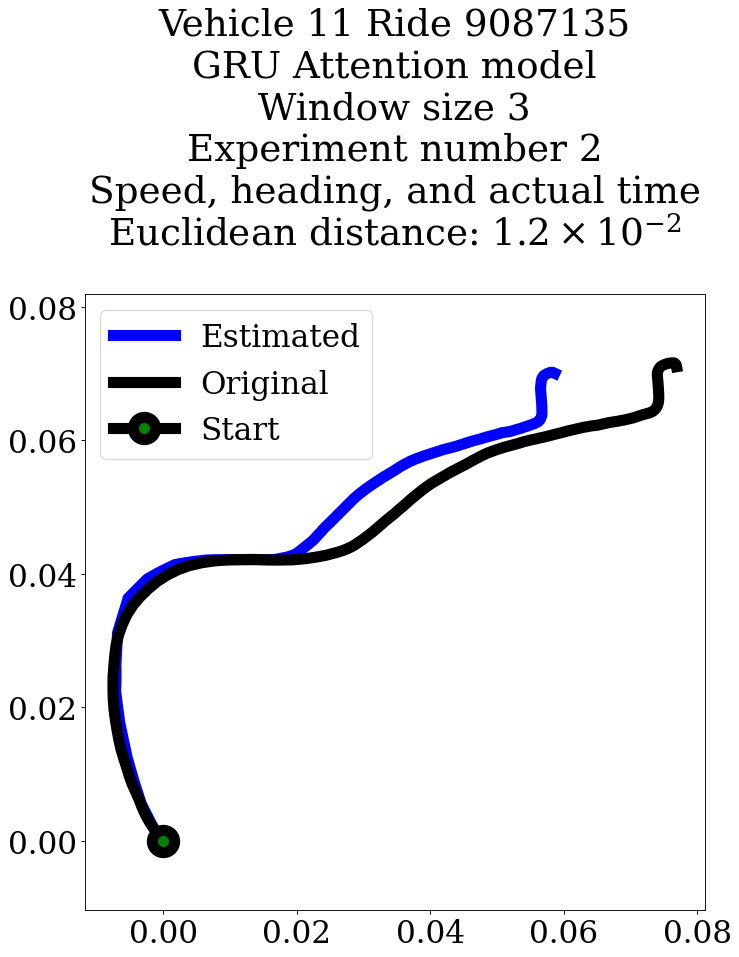 Vehicle 11 Ride 9087135
GRU Attention model
Window size 3
Experiment number 2
Speed, heading, and actual time
Euclidean distance: 1.2 × 10⁻²
0.08
0.06
0.04
0.02
0.00
Estimated
Original
Start
0.00 0.02 0.04 0.06 0.08